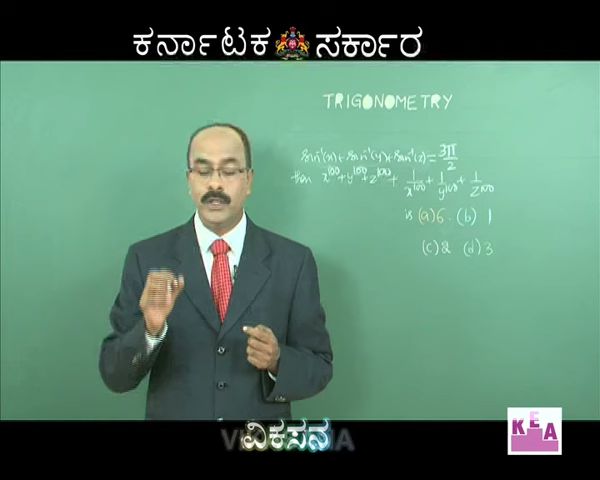 ಕರ್ನಾಟಕ ಸರ್ಕಾರ
TRIGONOMETRY
sin⁻¹(x) + sin⁻¹(y) + sin⁻¹(z) = 3π/2
then x¹⁰⁰ + y¹⁰⁰ + z¹⁰⁰ + 1/x¹⁰⁰ + 1/y¹⁰⁰ + 1/z¹⁰⁰
is (a) 6 (b) 1
(c) 2 (d) 3
ವಿಕಸನ
KEA